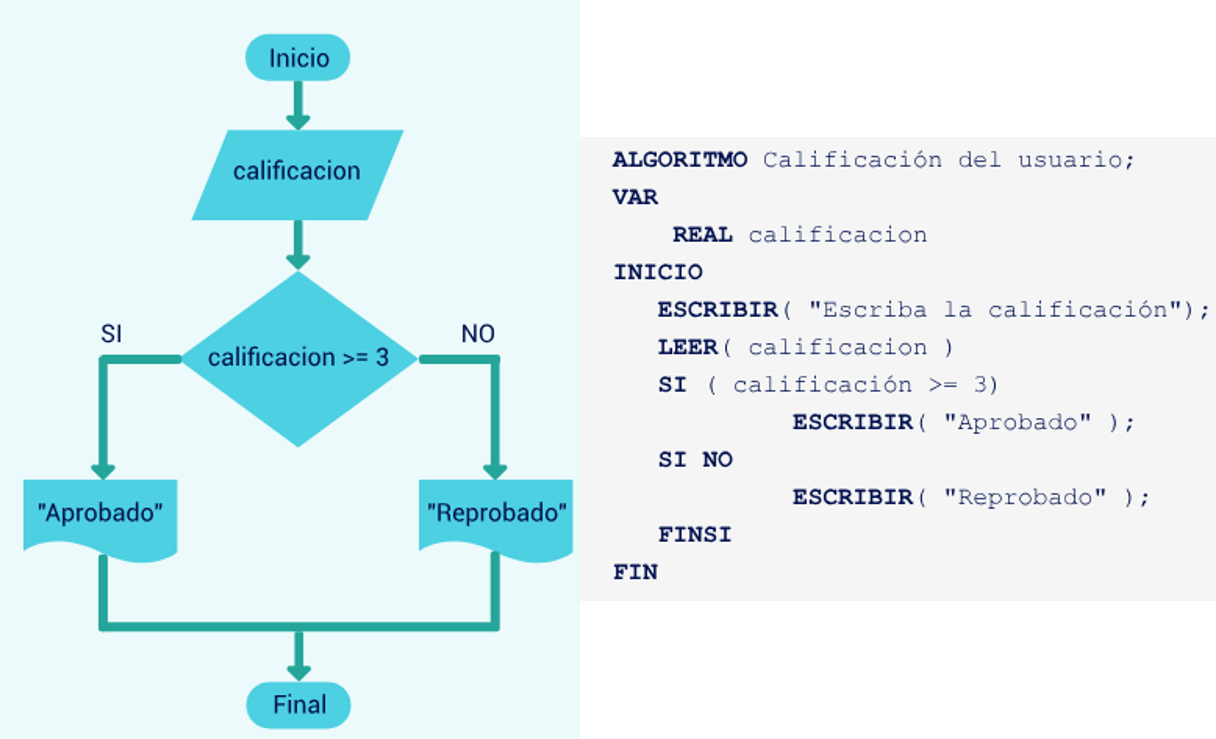 Inicio
calificacion
SI
NO
calificacion >= 3
"Aprobado"
"Reprobado"
Final
ALGORITMO Calificación del usuario;
VAR
REAL calificacion
INICIO
ESCRIBIR( "Escriba la calificación");
LEER( calificacion )
SI ( calificación >= 3)
ESCRIBIR( "Aprobado" );
SI NO
ESCRIBIR( "Reprobado" );
FINSI
FIN